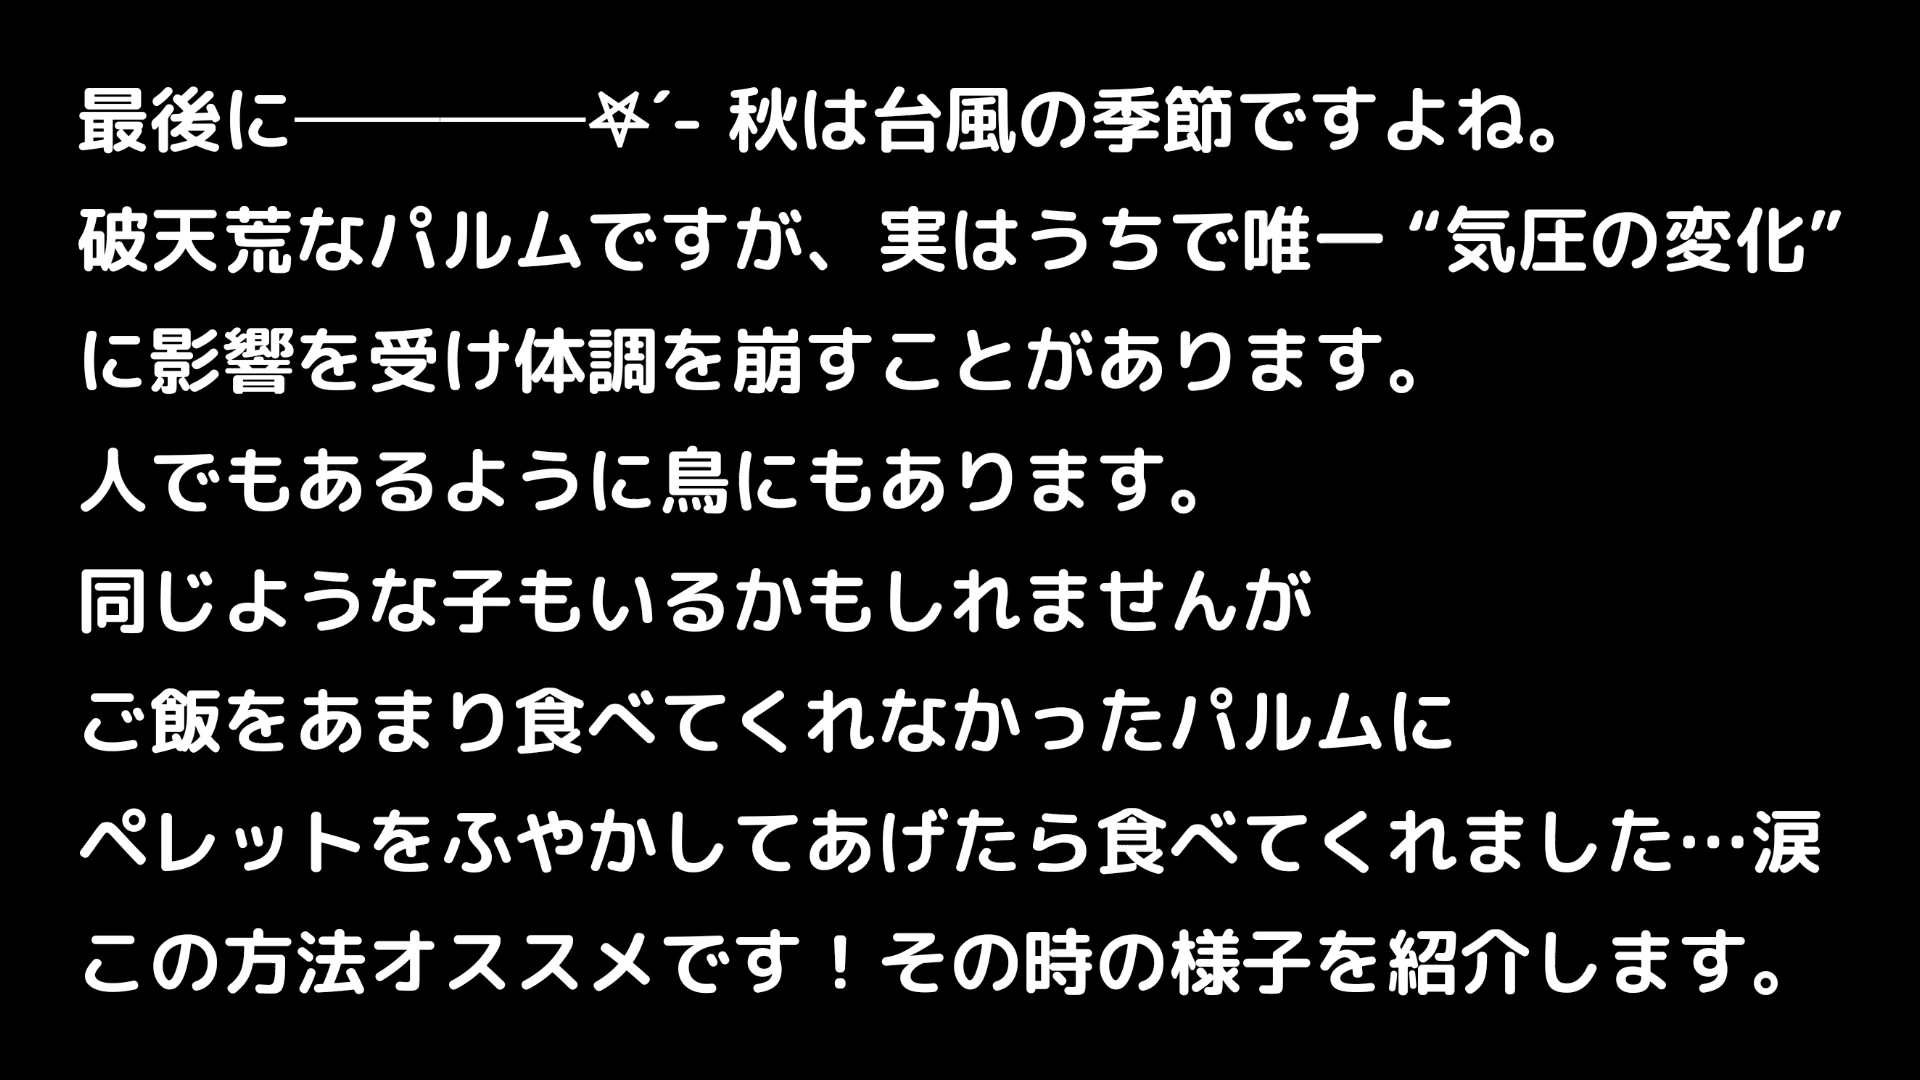 最後に────⛧´- 秋は台風の季節ですよね。
破天荒なパルムですが、実はうちで唯一 “気圧の変化”
に影響を受け体調を崩すことがあります。
人でもあるように鳥にもあります。
同じような子もいるかもしれませんが
ご飯をあまり食べてくれなかったパルムに
ペレットをふやかしてあげたら食べてくれました…涙
この方法オススメです！その時の様子を紹介します。